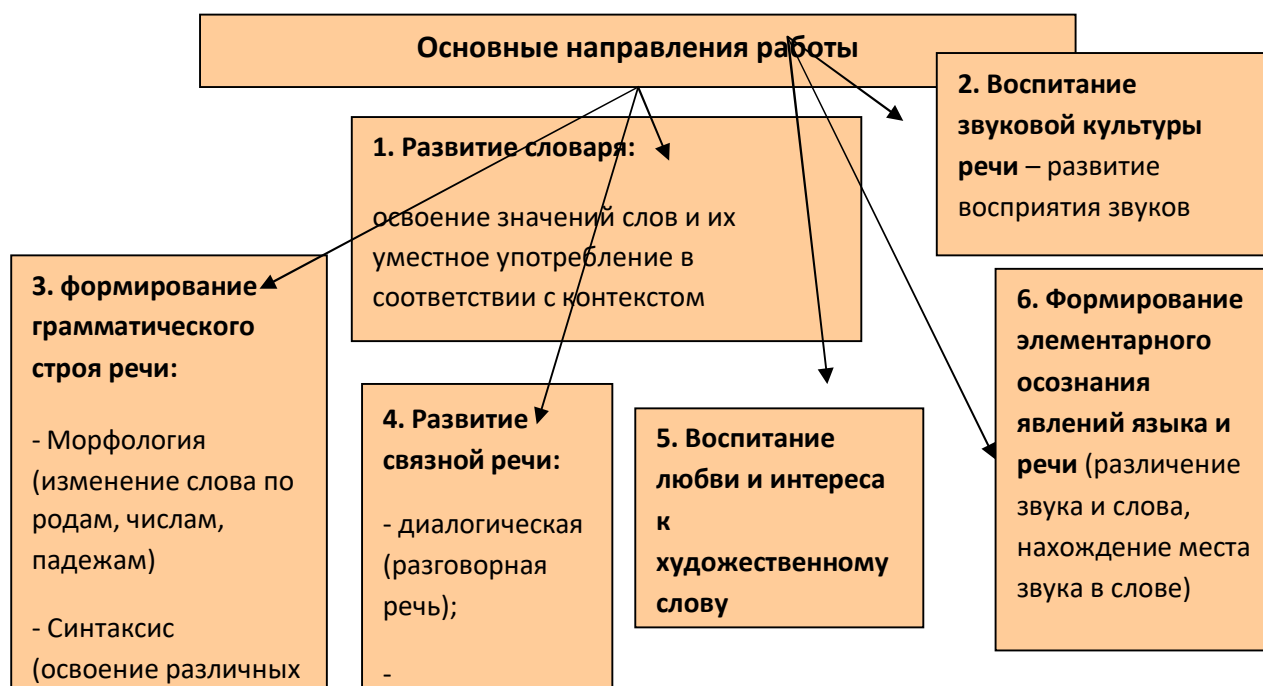 Основные направления работы
1. Развитие словаря:
освоение значений слов и их
уместное употребление в
соответствии с контекстом
2. Воспитание
звуковой культуры
речи – развитие
восприятия звуков
3. формирование
грамматического
строя речи:
- Морфология
(изменение слова по
родам, числам,
падежам)
- Синтаксис
(освоение различных
4. Развитие
связной речи:
- диалогическая
(разговорная
речь);
-
5. Воспитание
любви и интереса
к
художественному
слову
6. Формирование
элементарного
осознания
явлений языка и
речи (различение
звука и слова,
нахождение места
звука в слове)